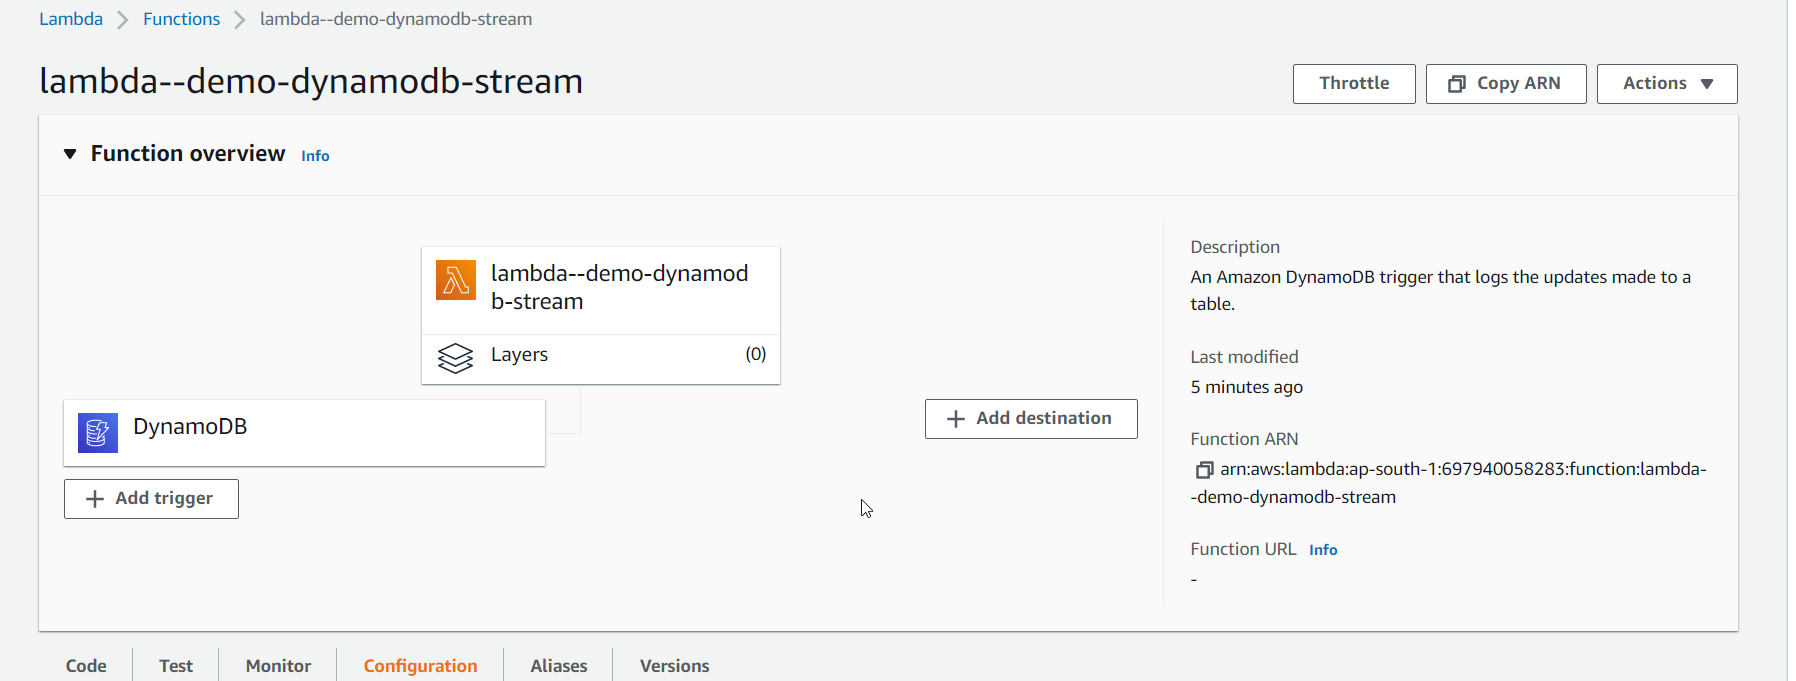 Lambda > Functions > lambda--demo-dynamodb-stream
lambda--demo-dynamodb-stream
Throttle
Copy ARN
Actions
Function overview Info
lambda--demo-dynamod
b-stream
Layers (0)
DynamoDB
Add trigger
Add destination
Description
An Amazon DynamoDB trigger that logs the updates made to a
table.
Last modified
5 minutes ago
Function ARN
arn:aws:lambda:ap-south-1:697940058283:function:lambda-
-demo-dynamodb-stream
Function URL Info
-
Code
Test
Monitor
Configuration
Aliases
Versions